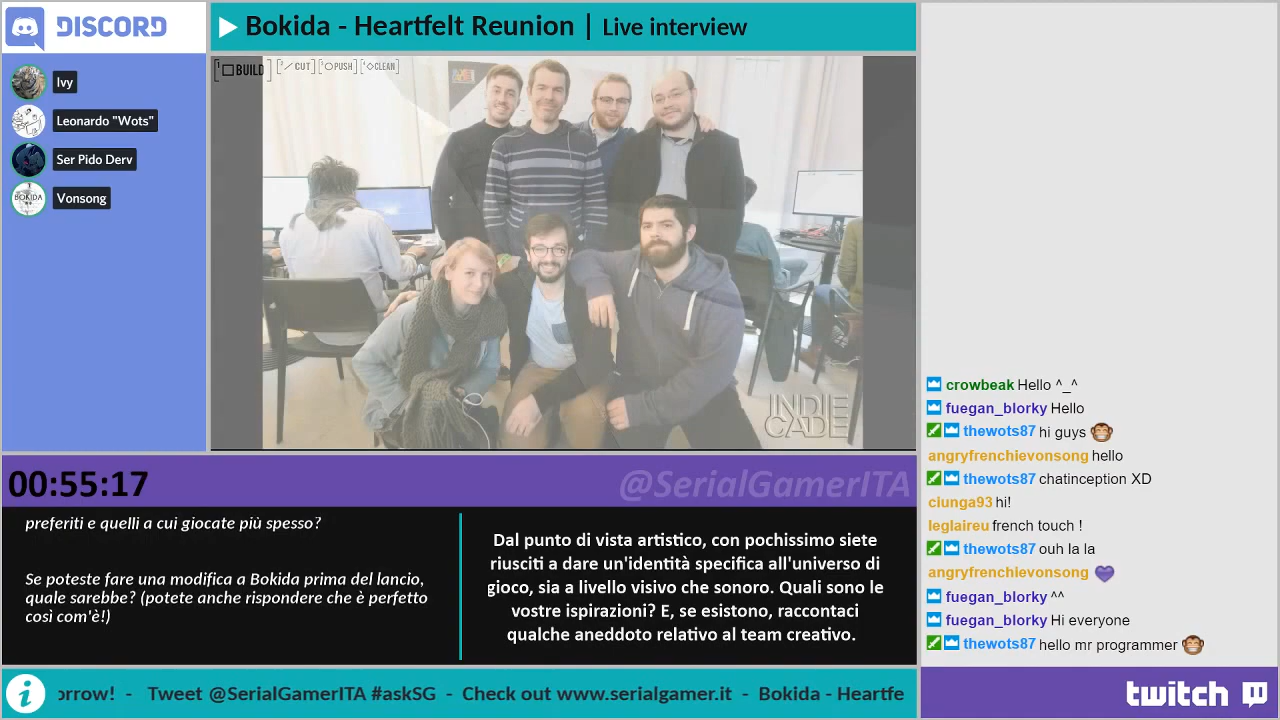 DISCORD
Ivy
Leonardo "Wots"
Ser Pido Derv
Vonsong
BOKIDA
Bokida - Heartfelt Reunion | Live interview
BUILD
CUT
PUSH
CLEAN
INDIE
CADE
00:55:17
@SerialGamerITA
preferiti e quelli a cui giocate più spesso?
Se poteste fare una modifica a Bokida prima del lancio,
quale sarebbe? (potete anche rispondere che è perfetto
così com'è!)
Dal punto di vista artistico, con pochissimo siete
riusciti a dare un'identità specifica all'universo di
gioco, sia a livello visivo che sonoro. Quali sono le
vostre ispirazioni? E, se esistono, raccontaci
qualche aneddoto relativo al team creativo.
orrow! - Tweet @SerialGamerITA #askSG - Check out www.serialgamer.it - Bokida - Heartfe
crowbeak Hello ^_^
fuegan_blorky Hello
thewots87 hi guys
angryfrenchievonsong hello
thewots87 chatinception XD
ciunga93 hi!
leglaireu french touch !
thewots87 ouh la la
angryfrenchievonsong
fuegan_blorky ^^
fuegan_blorky Hi everyone
thewots87 hello mr programmer
twitch